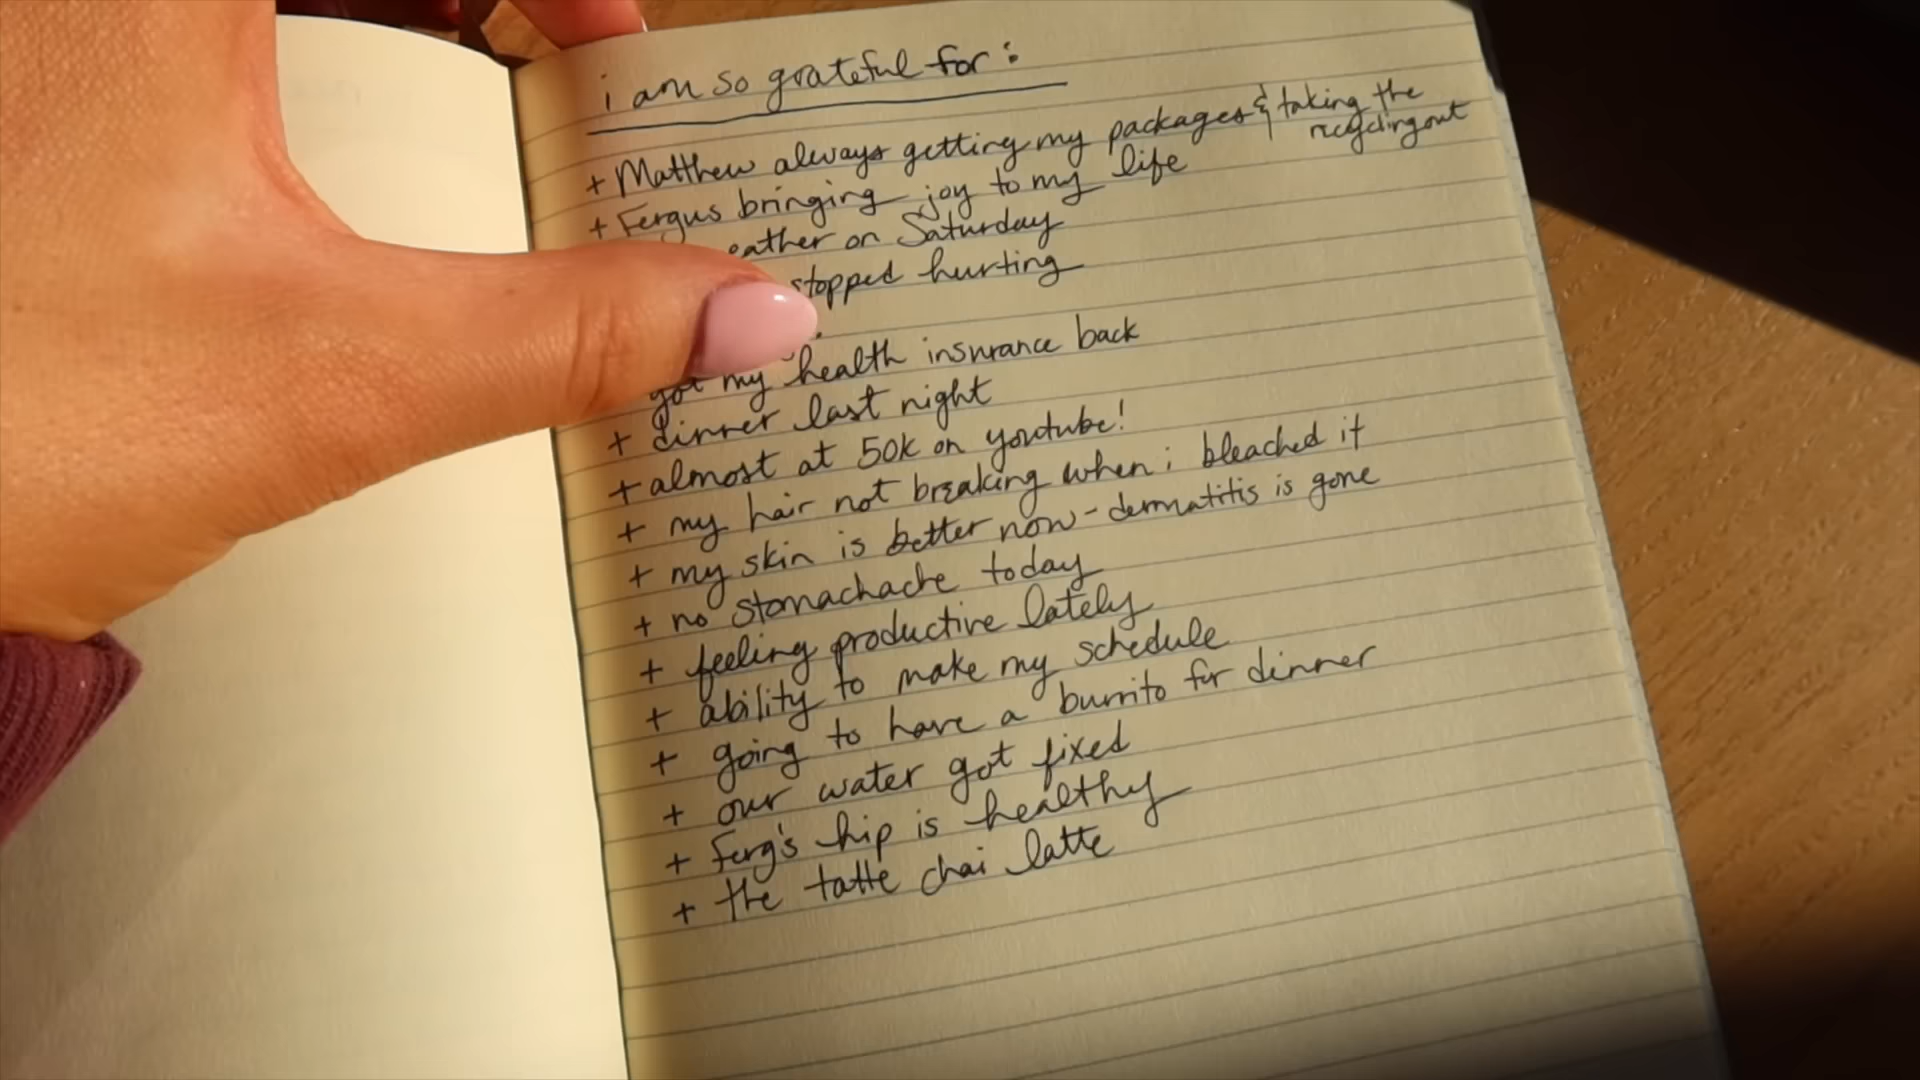 i am so grateful for:
+ Matthew always getting my packages & taking the
recycling out
+ Fergus bringing joy to my life
eather on Saturday
stopped hurting
got my health insurance back
+ dinner last night
+ almost at 50k on youtube!
+ my hair not breaking when i bleached it
+ my skin is better now - dermatitis is gone
+ no stomachache today
+ feeling productive lately
+ ability to make my schedule
+ going to have a burrito for dinner
+ our water got fixed
+ Ferg's hip is healthy
+ the tatte chai latte